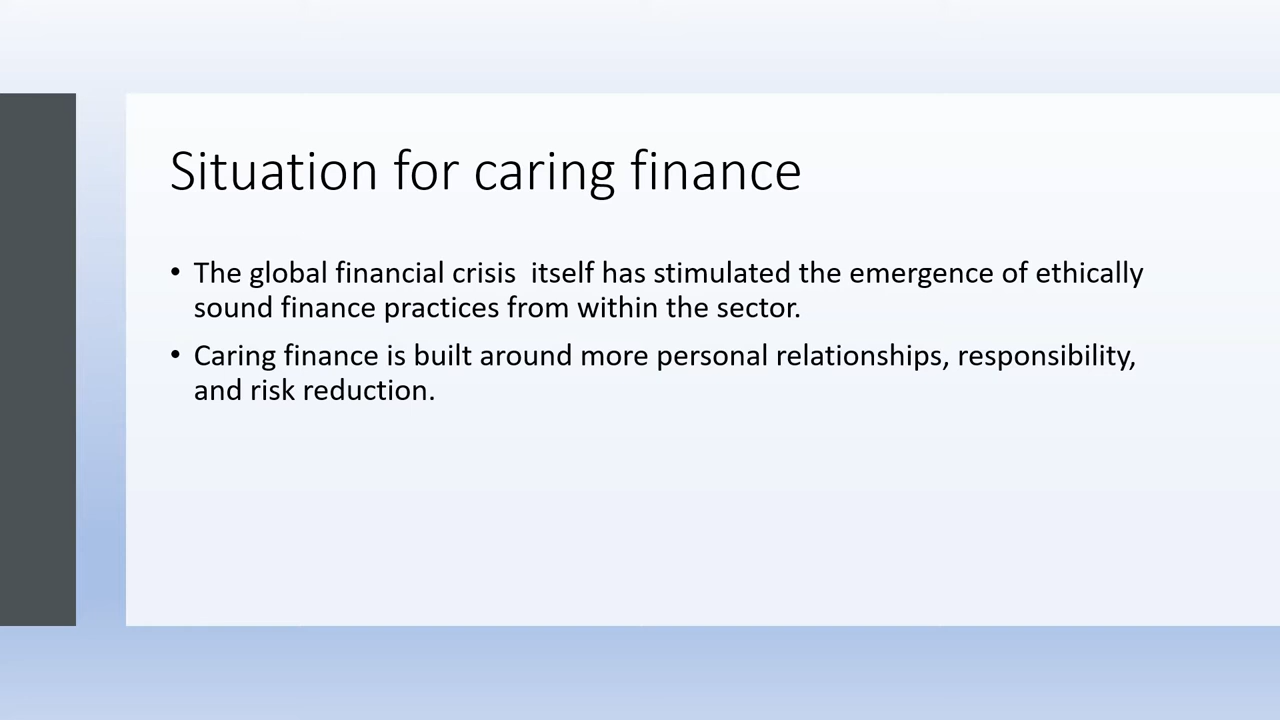 Situation for caring finance
• The global financial crisis  itself has stimulated the emergence of ethically
sound finance practices from within the sector.
• Caring finance is built around more personal relationships, responsibility,
and risk reduction.